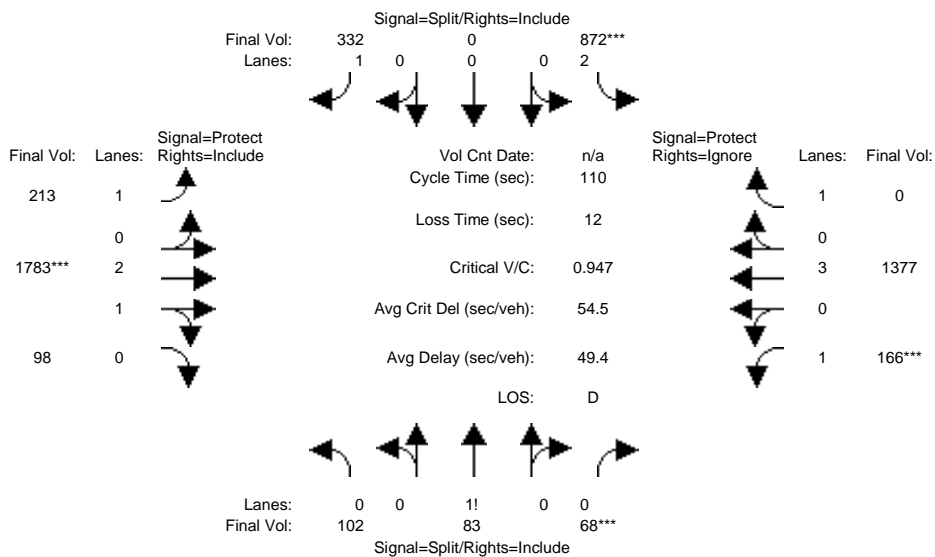 Signal=Split/Rights=Include
Final Vol: 332 0 872***
Lanes: 1 0 0 0 2
Signal=Protect
Final Vol: Lanes: Rights=Include
Vol Cnt Date: n/a
Signal=Protect
Rights=Ignore Lanes: Final Vol:
Cycle Time (sec): 110
213 1
1 0
Loss Time (sec): 12
0
0
1783*** 2
Critical V/C: 0.947
3 1377
1
Avg Crit Del (sec/veh): 54.5
0
98 0
Avg Delay (sec/veh): 49.4
1 166***
LOS: D
Lanes: 0 0 1! 0 0
Final Vol: 102 83 68***
Signal=Split/Rights=Include